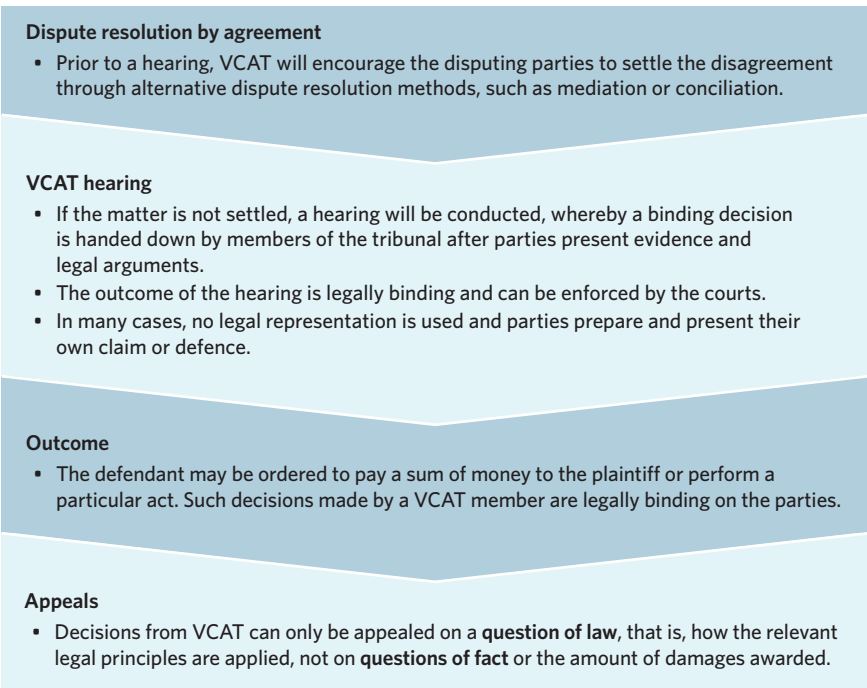 Dispute resolution by agreement
• Prior to a hearing, VCAT will encourage the disputing parties to settle the disagreement
through alternative dispute resolution methods, such as mediation or conciliation.
VCAT hearing
• If the matter is not settled, a hearing will be conducted, whereby a binding decision
is handed down by members of the tribunal after parties present evidence and
legal arguments.
• The outcome of the hearing is legally binding and can be enforced by the courts.
• In many cases, no legal representation is used and parties prepare and present their
own claim or defence.
Outcome
• The defendant may be ordered to pay a sum of money to the plaintiff or perform a
particular act. Such decisions made by a VCAT member are legally binding on the parties.
Appeals
• Decisions from VCAT can only be appealed on a question of law, that is, how the relevant
legal principles are applied, not on questions of fact or the amount of damages awarded.